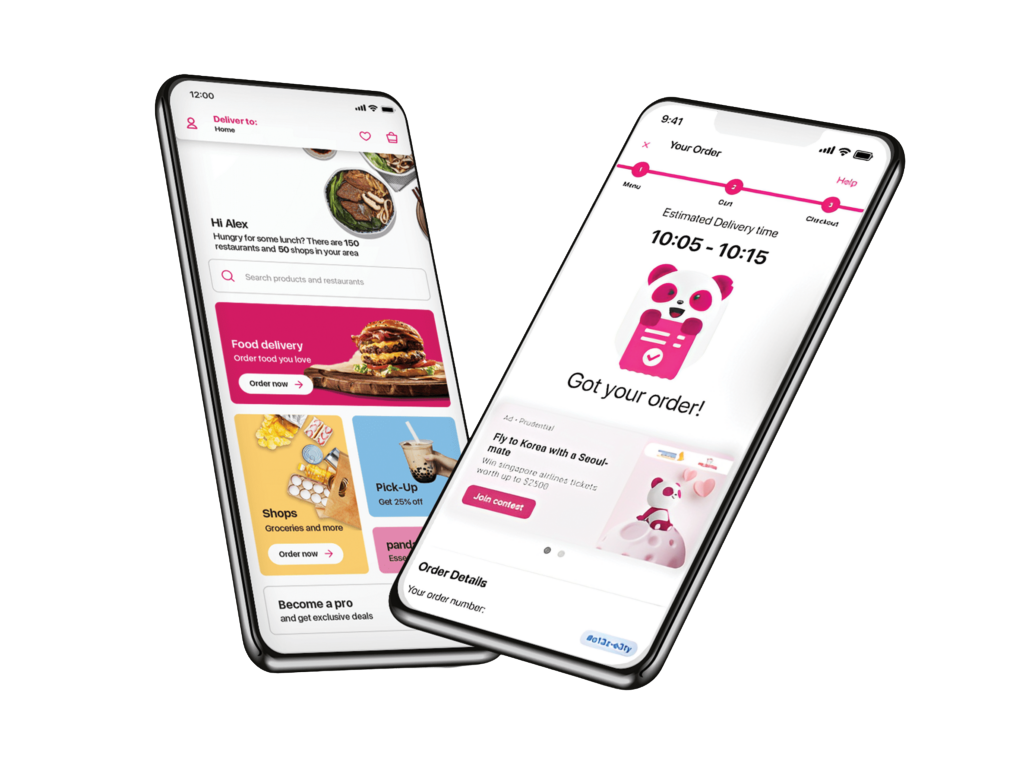 12:00
Deliver to:
Home
Hi Alex
Hungry for some lunch? There are 150
restaurants and 50 shops in your area
Search products and restaurants
Food delivery
Order food you love
Order now
Shops
Groceries and more
Order now
Pick-Up
Get 25% off
panda
Esse
Become a pro
and get exclusive deals
9:41
Your Order
Help
1
2
3
Menu
Cart
Checkout
Estimated Delivery time
10:05 - 10:15
Got your order!
Ad • Prudential
Fly to Korea with a Seoul-
mate
Win singapore airlines tickets
worth up to $2500
Join contest
Order Details
Your order number: